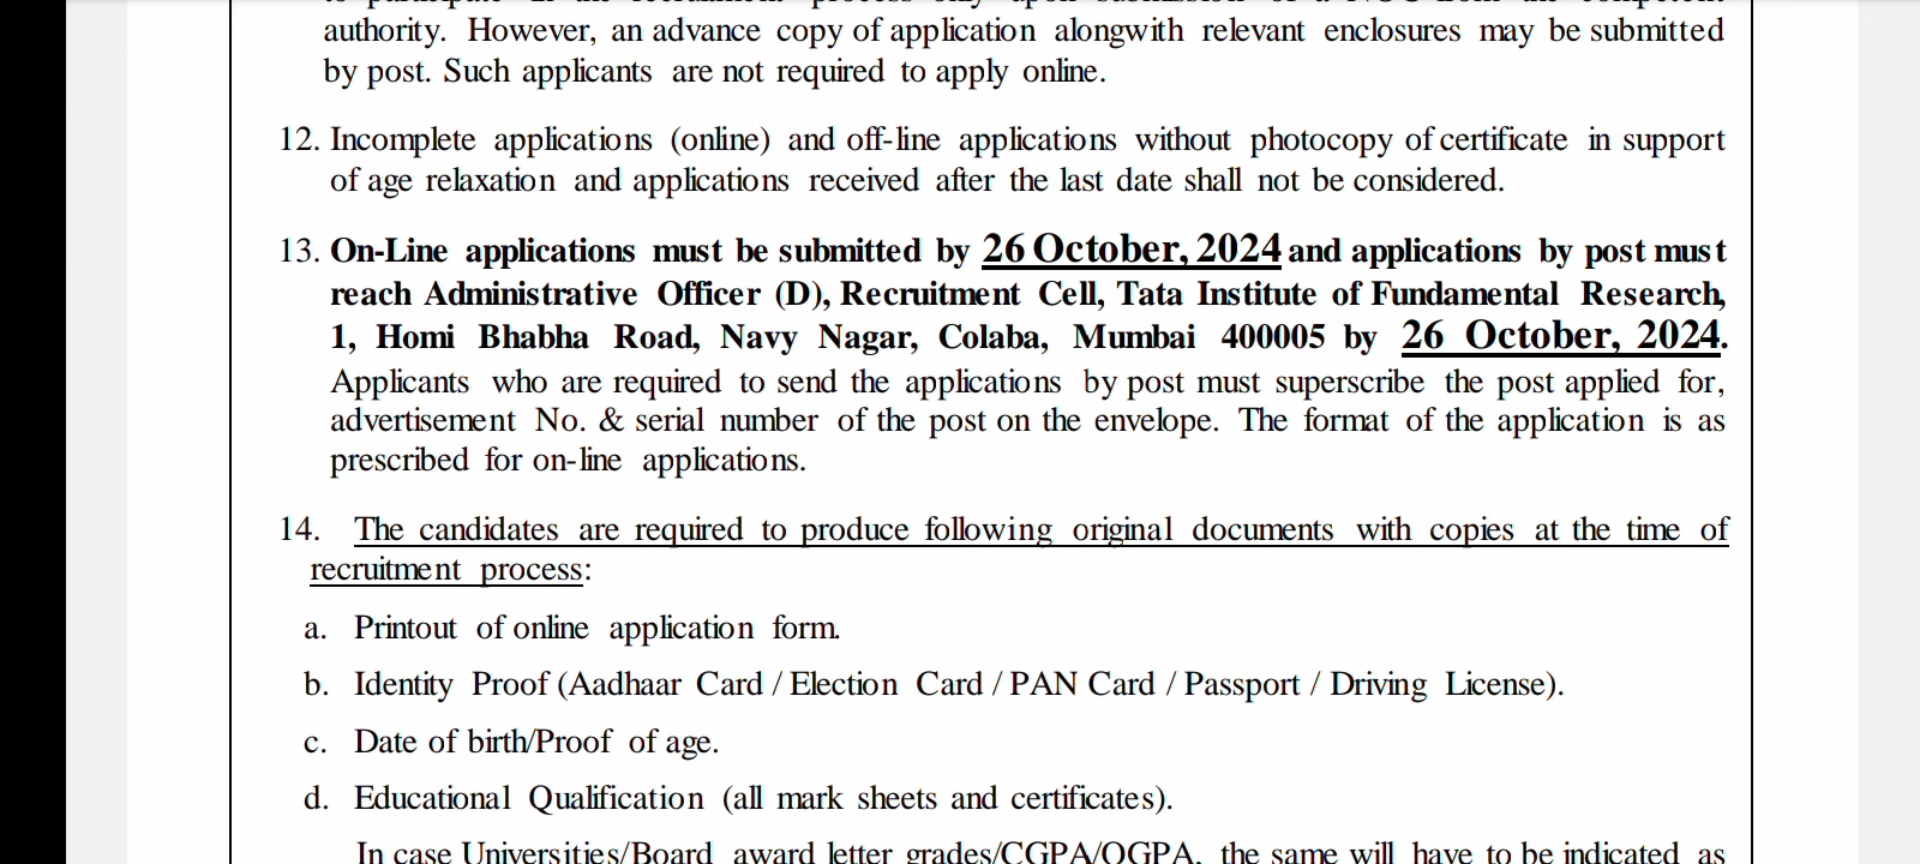 authority. However, an advance copy of application alongwith relevant enclosures may be submitted
by post. Such applicants are not required to apply online.
12. Incomplete applications (online) and off-line applications without photocopy of certificate in support
of age relaxation and applications received after the last date shall not be considered.
13. On-Line applications must be submitted by 26 October, 2024 and applications by post must
reach Administrative Officer (D), Recruitment Cell, Tata Institute of Fundamental Research,
1, Homi Bhabha Road, Navy Nagar, Colaba, Mumbai 400005 by 26 October, 2024.
Applicants who are required to send the applications by post must superscribe the post applied for,
advertisement No. & serial number of the post on the envelope. The format of the application is as
prescribed for on-line applications.
14. The candidates are required to produce following original documents with copies at the time of
recruitment process:
a. Printout of online application form.
b. Identity Proof (Aadhaar Card / Election Card / PAN Card / Passport / Driving License).
c. Date of birth/Proof of age.
d. Educational Qualification (all mark sheets and certificates).
In case Universities/Board award letter grades/CGPA/OGPA, the same will have to be indicated as